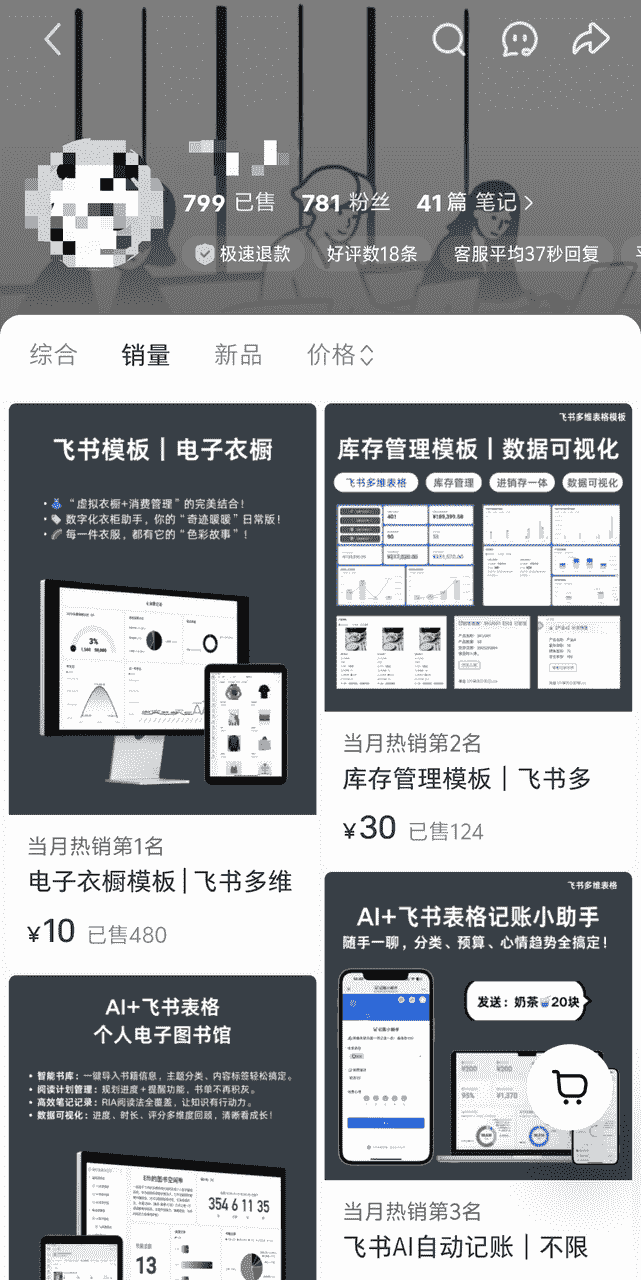 799 已售 781 粉丝 41篇 笔记
极速退款 好评数18条 客服平均37秒回复
综合 销量 新品 价格
飞书模板｜电子衣橱
• “虚拟衣橱+消费管理”的完美结合！
• 数字化衣柜助手，你的“奇迹暖暖”日常版！
• 每一件衣服，都有它的“色彩故事”！
3%
当月热销第1名
电子衣橱模板｜飞书多维
¥10 已售480
飞书多维表格模板
库存管理模板｜数据可视化
飞书多维表格 库存管理 进销存一体 数据可视化
当月热销第2名
库存管理模板｜飞书多
¥30 已售124
AI+飞书表格
个人电子图书馆
• 智能书库：一键导入书籍信息，主题分类、内容标签轻松搞定。
• 阅读计划管理：规划进度+提醒功能，书单不再积灰。
• 高效笔记记录：RIA阅读法全覆盖，让知识有行动力。
• 数据可视化：进度、时长、评分多维度回顾，清晰看成长！
354 6 11 35
13
飞书多维表格
AI+飞书表格记账小助手
随手一聊，分类、预算、心情趋势全搞定！
发送：奶茶🧋20块
当月热销第3名
飞书AI自动记账｜不限